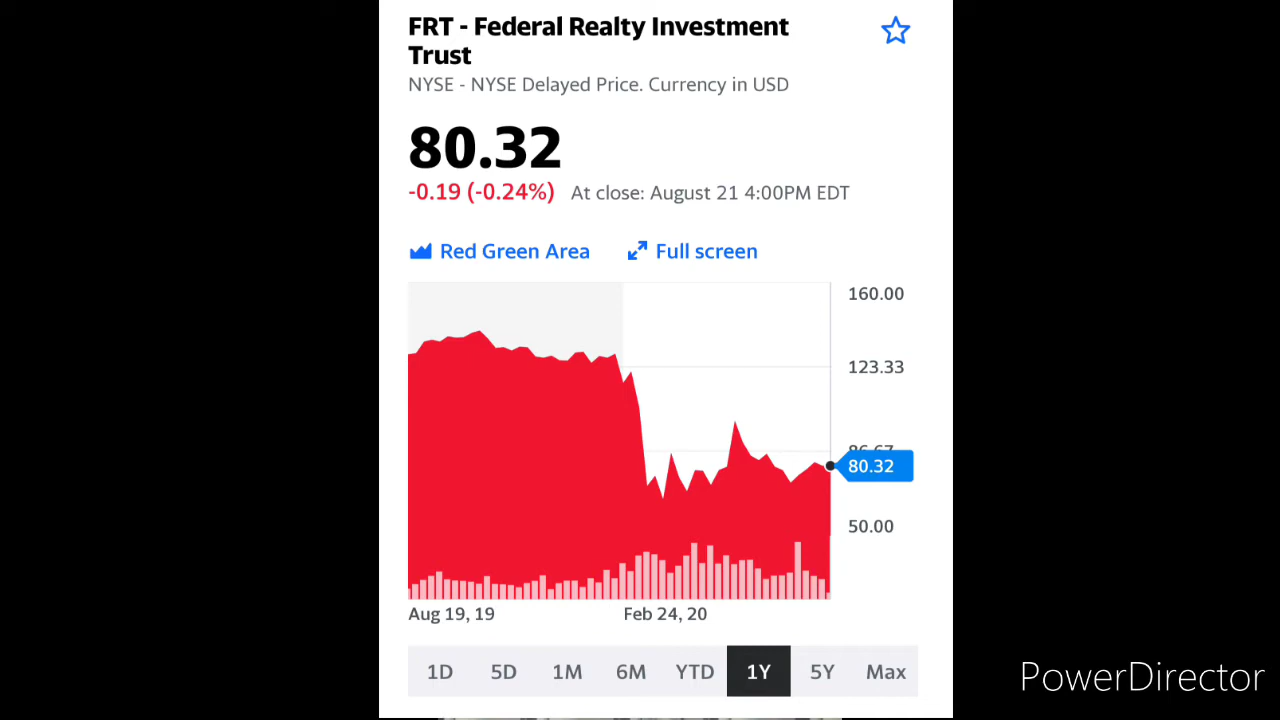 FRT - Federal Realty Investment
Trust
NYSE - NYSE Delayed Price. Currency in USD
80.32
-0.19 (-0.24%) At close: August 21 4:00PM EDT
Red Green Area Full screen
160.00
123.33
86.67
80.32
50.00
Aug 19, 19 Feb 24, 20
1D 5D 1M 6M YTD 1Y 5Y Max
PowerDirector